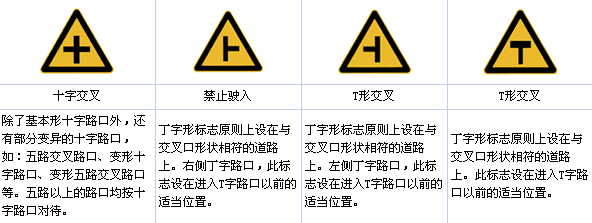 十字交叉
禁止驶入
T形交叉
T形交叉
除了基本形十字路口外，还
有部分变异的十字路口，
如：五路交叉路口、变形十
字路口、变形五路交叉路口
等。五路以上的路口均按十
字路口对待。
丁字形标志原则上设在与
交叉口形状相符的道路
上。右侧丁字路口，此标
志设在进入T字路口以前的
适当位置。
丁字形标志原则上设在与
交叉口形状相符的道路
上。左侧丁字路口，此标
志设在进入T字路口以前的
适当位置。
丁字形标志原则上设在与
交叉口形状相符的道路
上。此标志设在进入T字路口
以前的适当位置。